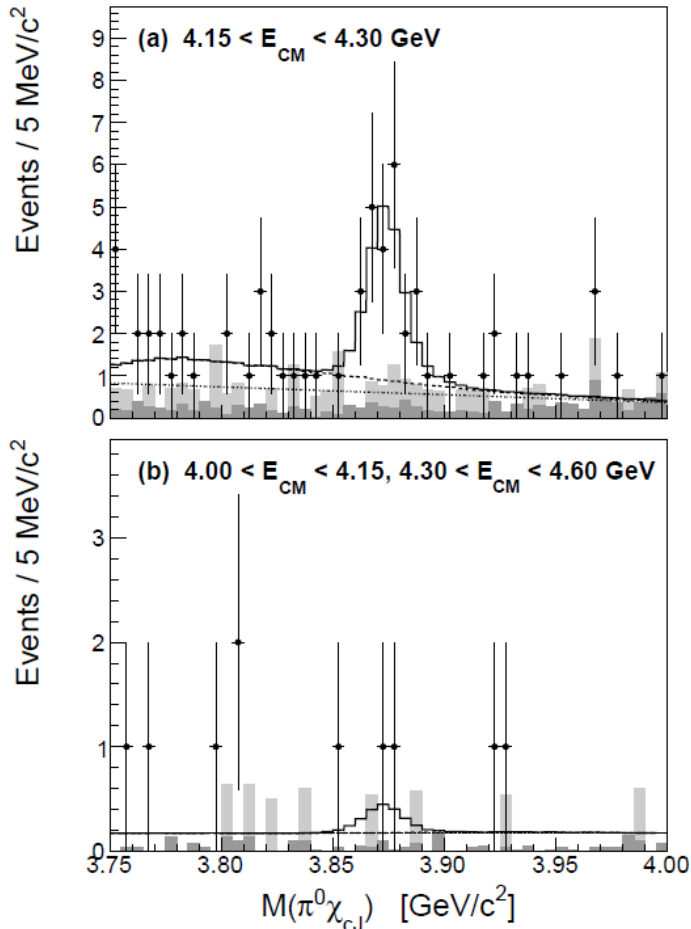 (a) 4.15 < E_CM < 4.30 GeV
Events / 5 MeV/c²
9
8
7
6
5
4
3
2
1
0
(b) 4.00 < E_CM < 4.15, 4.30 < E_CM < 4.60 GeV
Events / 5 MeV/c²
3
2
1
0
3.75 3.80 3.85 3.90 3.95 4.00
M(π⁰χ_cJ) [GeV/c²]